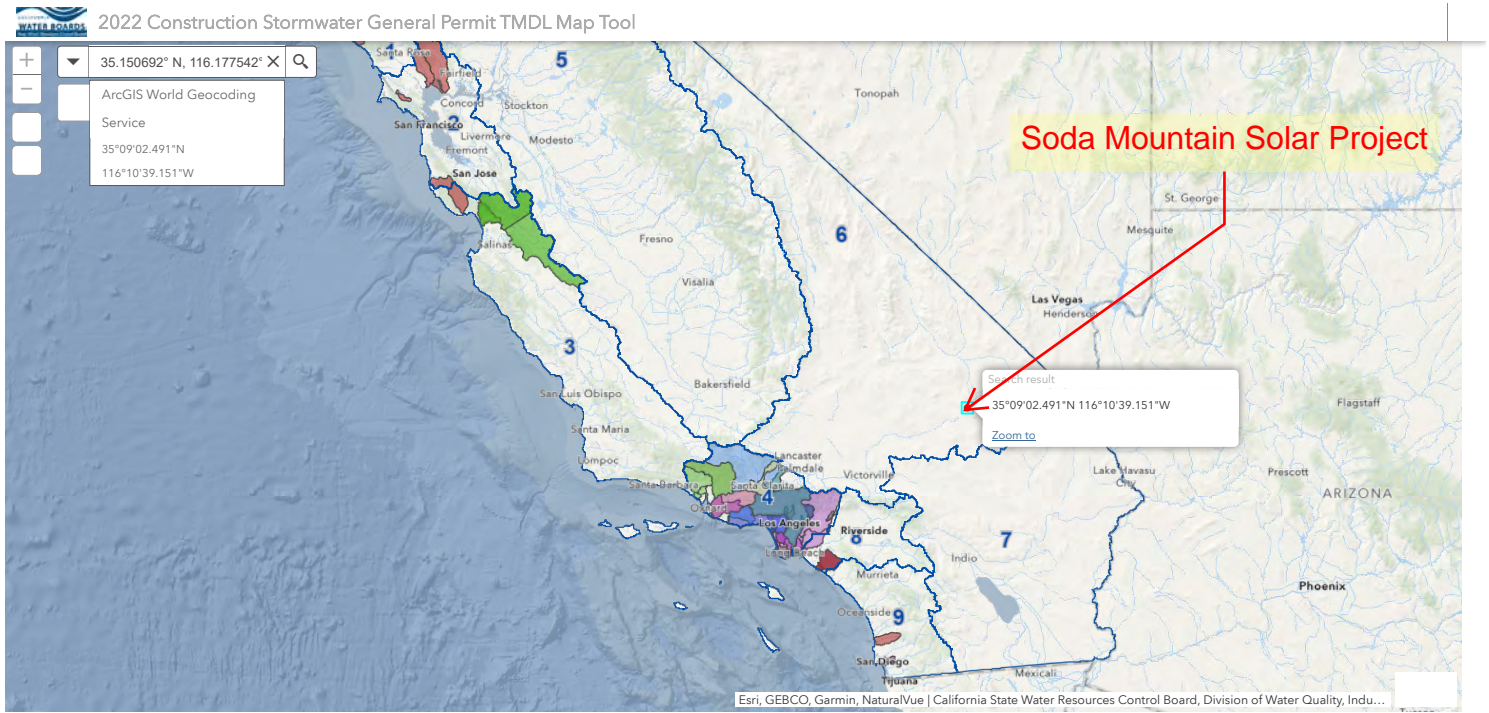 WATER BOARDS
2022 Construction Stormwater General Permit TMDL Map Tool
+
−
35.150692° N, 116.177542°
ArcGIS World Geocoding
Service
35°09'02.491"N
116°10'39.151"W
Soda Mountain Solar Project
1
5
Santa Rosa
Fairfield
Concord
Stockton
Tonopah
San Francisco
2
Livermore
Modesto
Fremont
San Jose
St. George
Salinas
Fresno
6
Mesquite
Visalia
Las Vegas
Henderson
3
Search result
35°09'02.491"N 116°10'39.151"W
Zoom to
Bakersfield
San Luis Obispo
Flagstaff
Santa Maria
Lompoc
Lancaster
Palmdale
Victorville
Lake Havasu
City
Prescott
Santa Barbara
Santa Clarita
4
ARIZONA
Oxnard
Los Angeles
Riverside
8
7
Long Beach
Indio
Murrieta
Phoenix
Oceanside
9
San Diego
Tijuana
Mexicali
Esri, GEBCO, Garmin, NaturalVue | California State Water Resources Control Board, Division of Water Quality, Indu…
Tucson